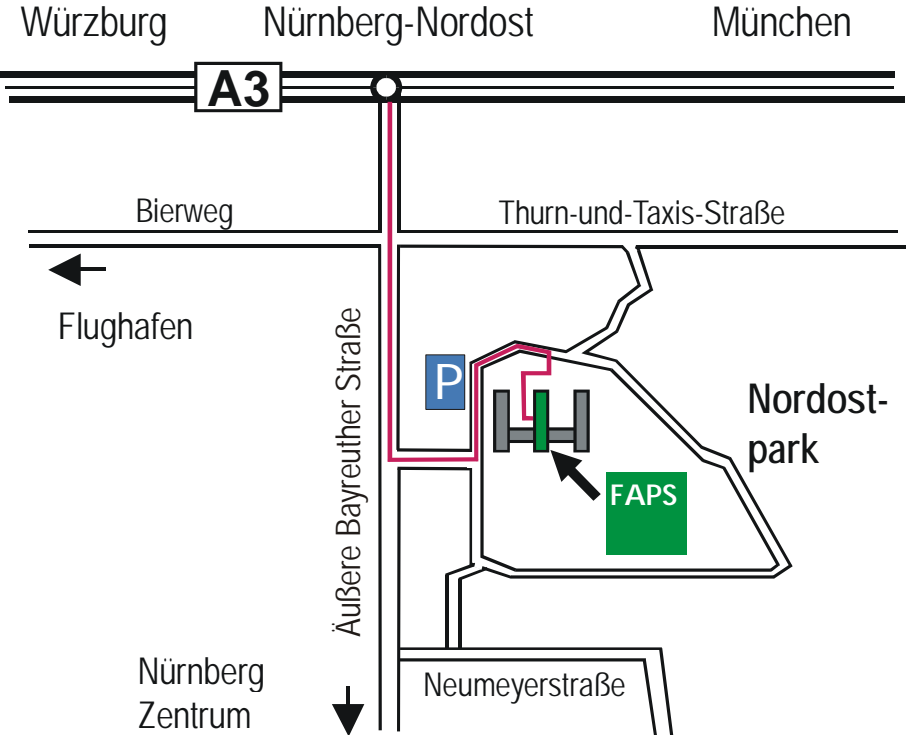 Würzburg
Nürnberg-Nordost
München
A3
Bierweg
Thurn-und-Taxis-Straße
Flughafen
Äußere Bayreuther Straße
P
Nordost-
park
FAPS
Nürnberg
Zentrum
Neumeyerstraße